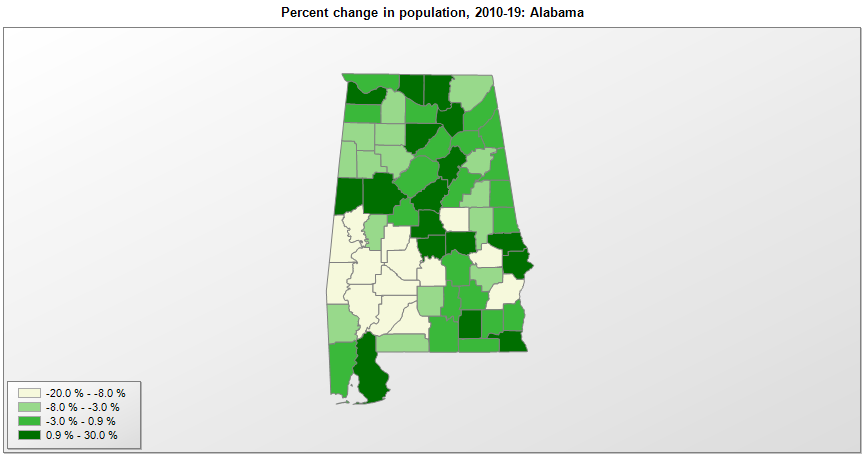 Percent change in population, 2010-19: Alabama
-20.0 % - -8.0 %
-8.0 % - -3.0 %
-3.0 % - 0.9 %
0.9 % - 30.0 %